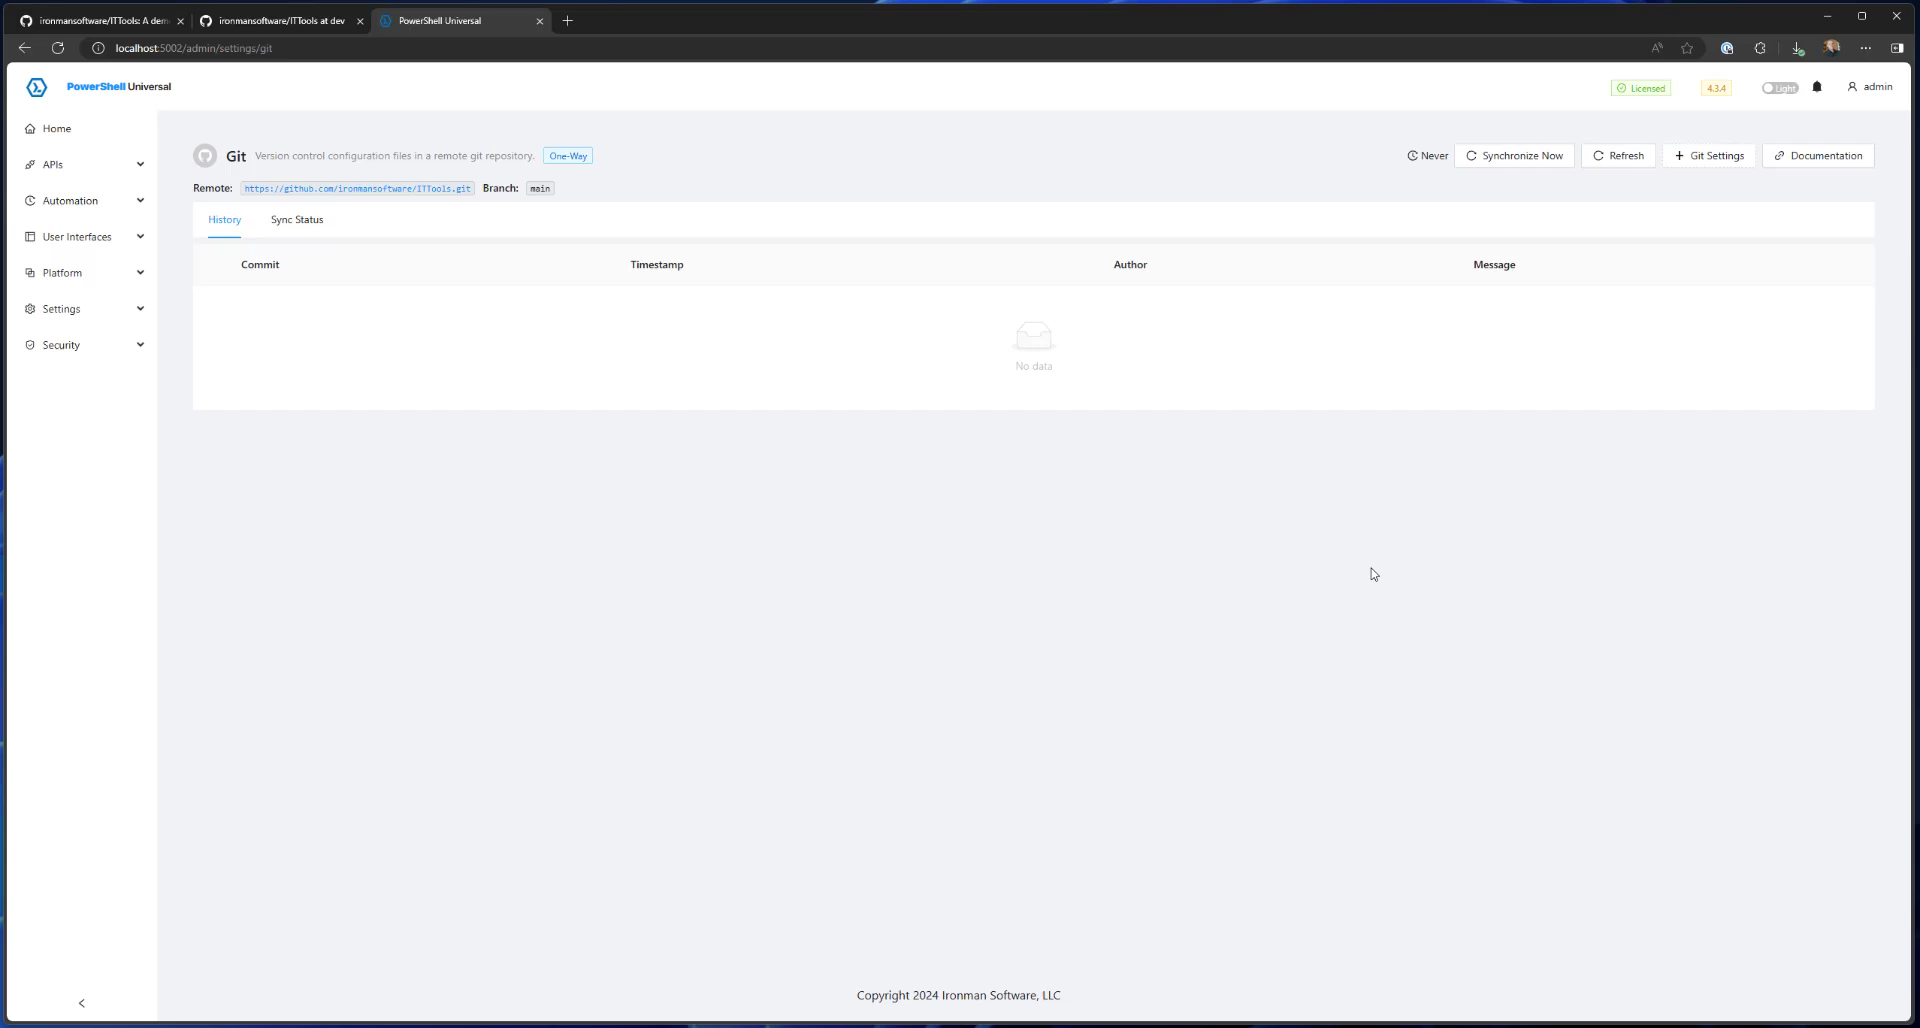 ironmansoftware/ITTools: A dem
ironmansoftware/ITTools at dev
PowerShell Universal
localhost:5002/admin/settings/git
PowerShell Universal
Licensed
4.3.4
Light
admin
Home
APIs
Automation
User Interfaces
Platform
Settings
Security
Git Version control configuration files in a remote git repository. One-Way
Never
Synchronize Now
Refresh
Git Settings
Documentation
Remote: https://github.com/ironmansoftware/ITTools.git Branch: main
History Sync Status
Commit Timestamp Author Message
No data
Copyright 2024 Ironman Software, LLC